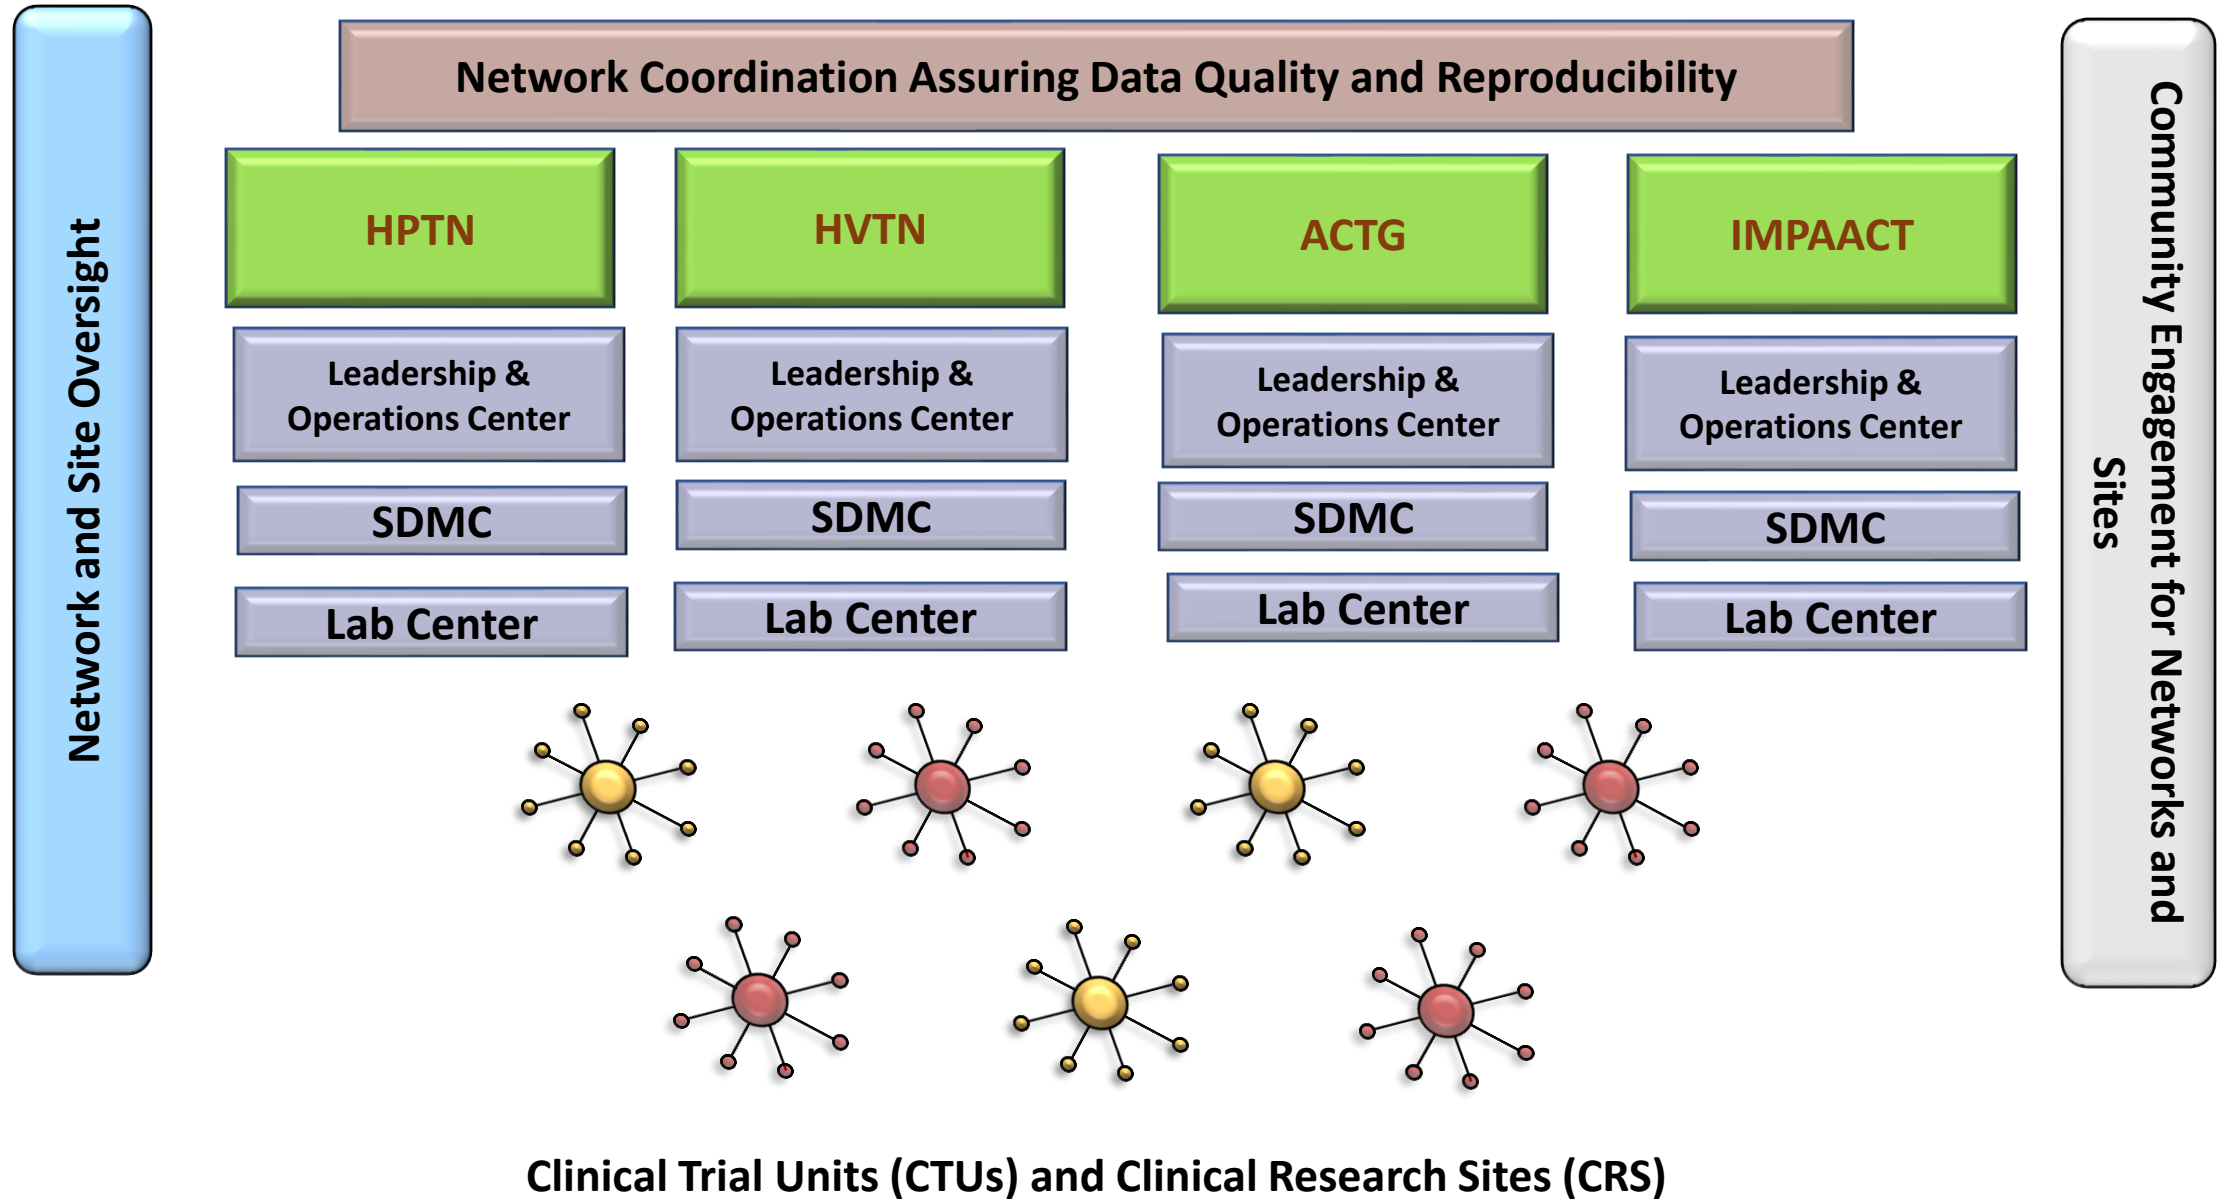 Network and Site Oversight
Network Coordination Assuring Data Quality and Reproducibility
HPTN
Leadership &
Operations Center
SDMC
Lab Center
HVTN
Leadership &
Operations Center
SDMC
Lab Center
ACTG
Leadership &
Operations Center
SDMC
Lab Center
IMPAACT
Leadership &
Operations Center
SDMC
Lab Center
Community Engagement for Networks and
Sites
Clinical Trial Units (CTUs) and Clinical Research Sites (CRS)